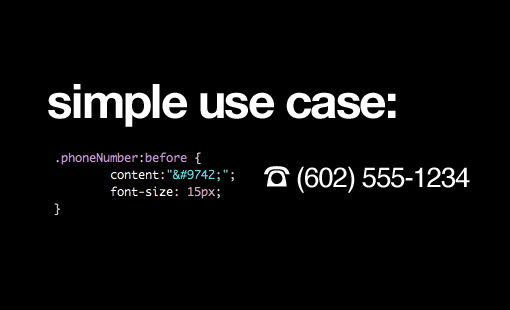 simple use case:
.phoneNumber:before {
content:"&#9742;";
font-size: 15px;
}
☎ (602) 555-1234